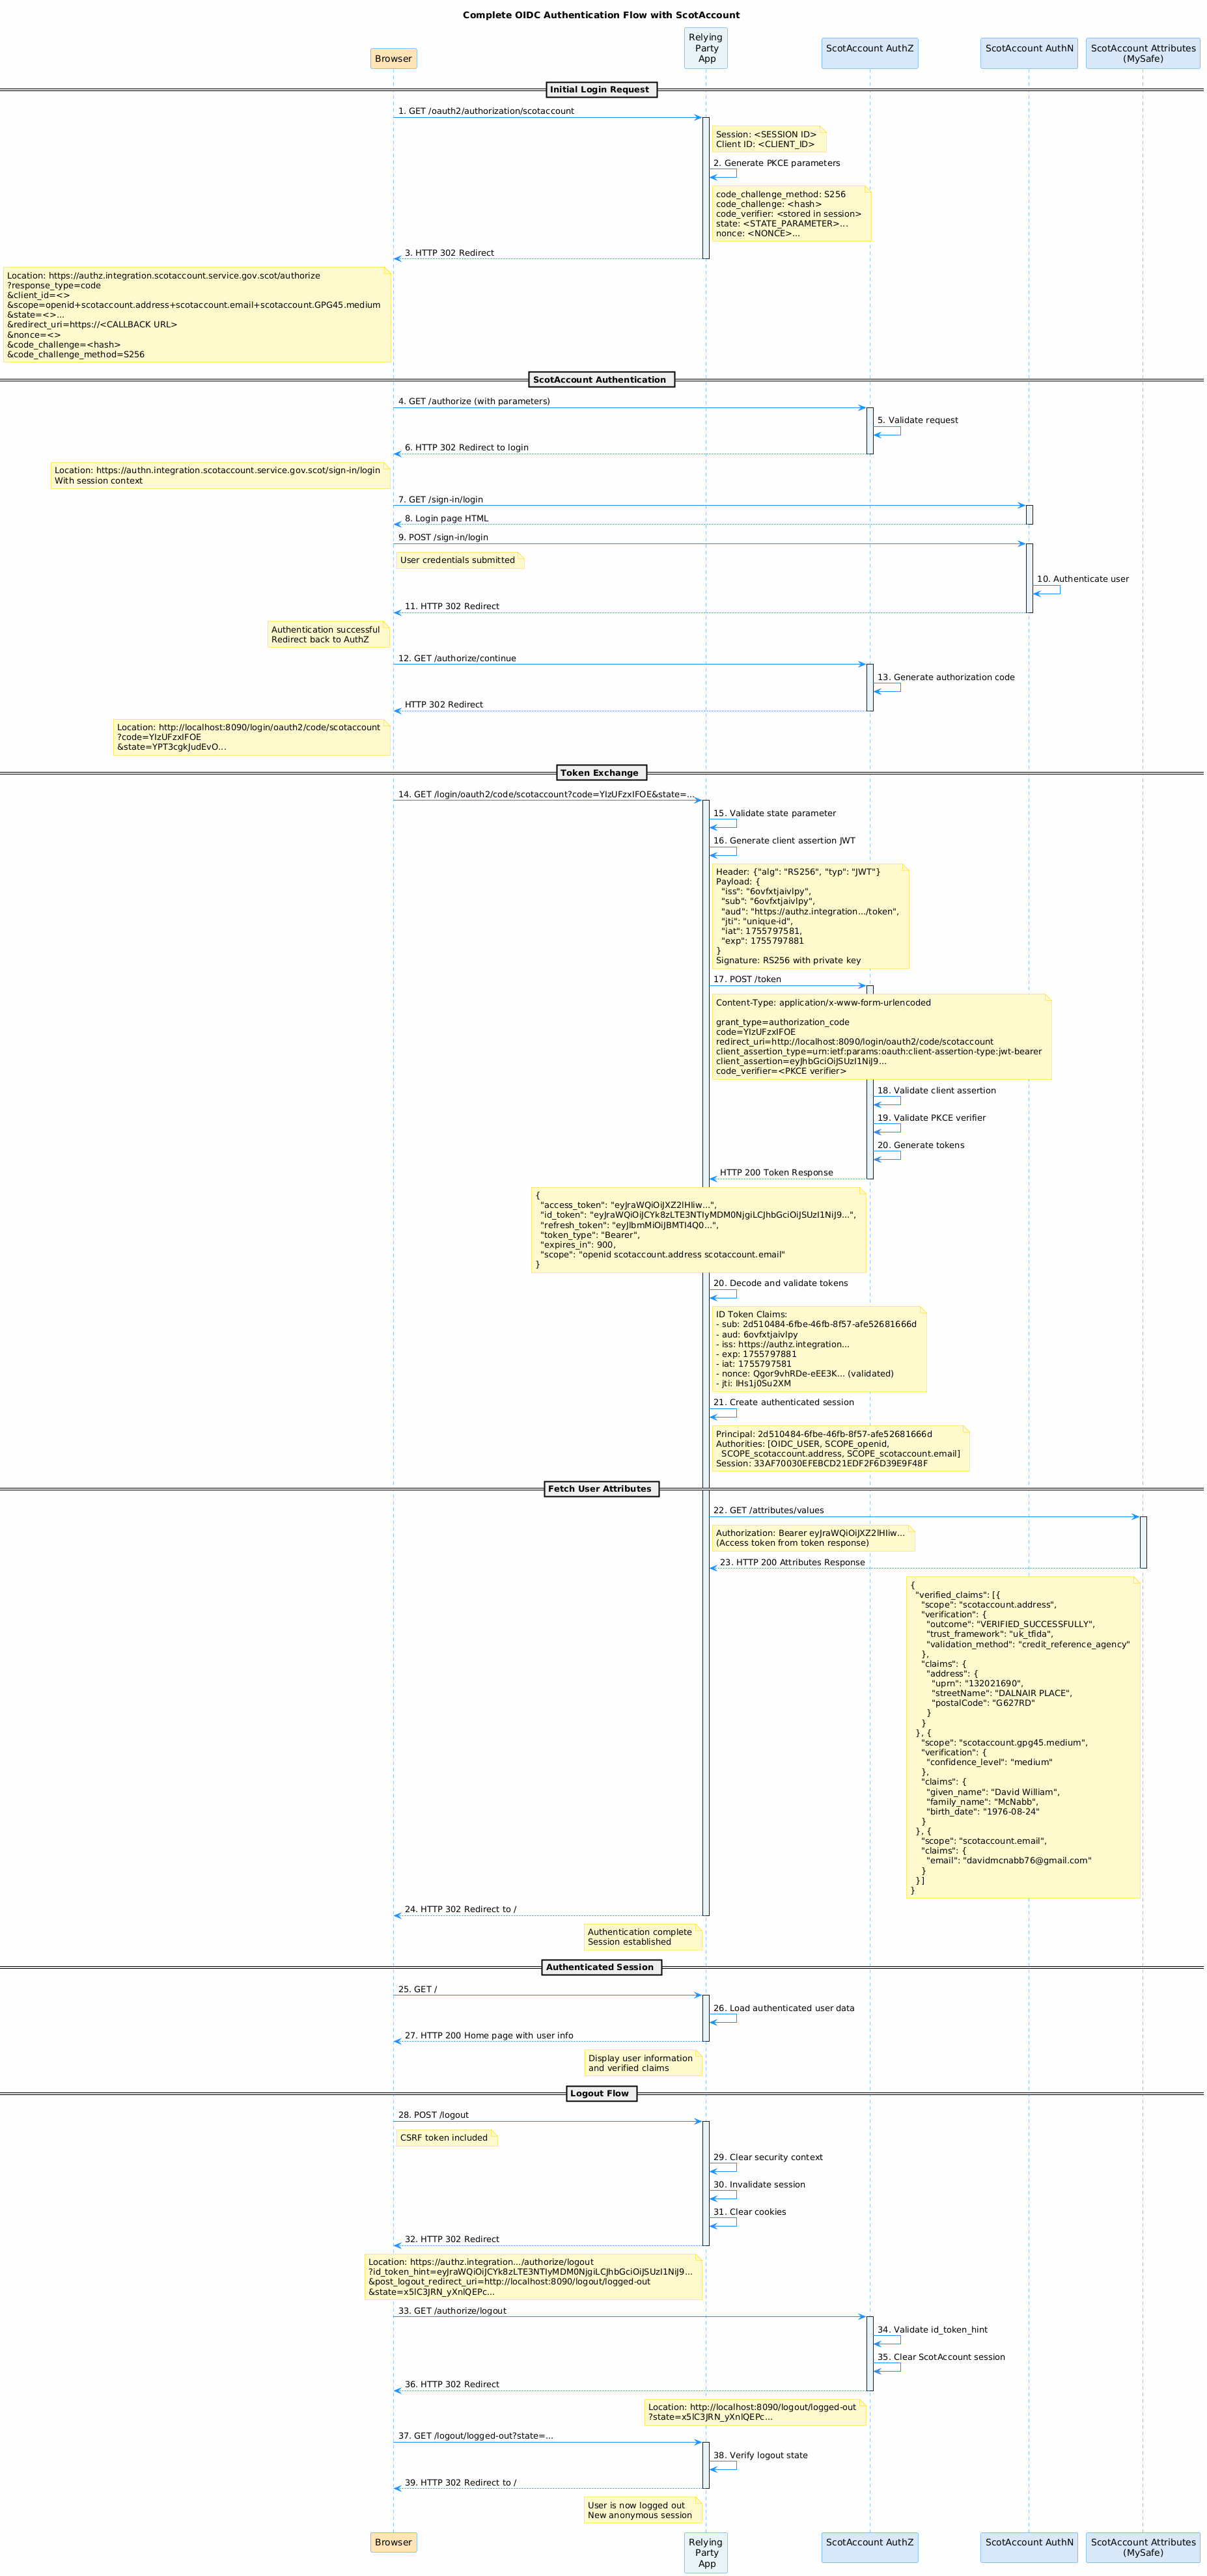 Complete OIDC Authentication Flow with ScotAccount
Browser
Relying
Party
App
ScotAccount AuthZ
ScotAccount AuthN
ScotAccount Attributes
(MySafe)
Initial Login Request
1. GET /oauth2/authorization/scotaccount
Session: <SESSION ID>
Client ID: <CLIENT_ID>
2. Generate PKCE parameters
code_challenge_method: S256
code_challenge: <hash>
code_verifier: <stored in session>
state: <STATE_PARAMETER>...
nonce: <NONCE>...
3. HTTP 302 Redirect
Location: https://authz.integration.scotaccount.service.gov.scot/authorize
?response_type=code
&client_id=<>
&scope=openid+scotaccount.address+scotaccount.email+scotaccount.GPG45.medium
&state=<>...
&redirect_uri=https://<CALLBACK URL>
&nonce=<>
&code_challenge=<hash>
&code_challenge_method=S256
ScotAccount Authentication
4. GET /authorize (with parameters)
5. Validate request
6. HTTP 302 Redirect to login
Location: https://authn.integration.scotaccount.service.gov.scot/sign-in/login
With session context
7. GET /sign-in/login
8. Login page HTML
9. POST /sign-in/login
User credentials submitted
10. Authenticate user
11. HTTP 302 Redirect
Authentication successful
Redirect back to AuthZ
12. GET /authorize/continue
13. Generate authorization code
HTTP 302 Redirect
Location: http://localhost:8090/login/oauth2/code/scotaccount
?code=YIzUFzxIFOE
&state=YPT3cgkJudEvO...
Token Exchange
14. GET /login/oauth2/code/scotaccount?code=YIzUFzxIFOE&state=...
15. Validate state parameter
16. Generate client assertion JWT
Header: {"alg": "RS256", "typ": "JWT"}
Payload: {
"iss": "6ovfxtjaivlpy",
"sub": "6ovfxtjaivlpy",
"aud": "https://authz.integration.../token",
"jti": "unique-id",
"iat": 1755797581,
"exp": 1755797881
}
Signature: RS256 with private key
17. POST /token
Content-Type: application/x-www-form-urlencoded
grant_type=authorization_code
code=YIzUFzxIFOE
redirect_uri=http://localhost:8090/login/oauth2/code/scotaccount
client_assertion_type=urn:ietf:params:oauth:client-assertion-type:jwt-bearer
client_assertion=eyJhbGciOiJSUzI1NiJ9...
code_verifier=<PKCE verifier>
18. Validate client assertion
19. Validate PKCE verifier
20. Generate tokens
HTTP 200 Token Response
{
"access_token": "eyJraWQiOiJXZ2lHIiw...",
"id_token": "eyJraWQiOiJCYk8zLTE3NTIyMDM0NjgiLCJhbGciOiJSUzI1NiJ9...",
"refresh_token": "eyJlbmMiOiJBMTI4Q0...",
"token_type": "Bearer",
"expires_in": 900,
"scope": "openid scotaccount.address scotaccount.email"
}
20. Decode and validate tokens
ID Token Claims:
- sub: 2d510484-6fbe-46fb-8f57-afe52681666d
- aud: 6ovfxtjaivlpy
- iss: https://authz.integration...
- exp: 1755797881
- iat: 1755797581
- nonce: Qgor9vhRDe-eEE3K... (validated)
- jti: IHs1j0Su2XM
21. Create authenticated session
Principal: 2d510484-6fbe-46fb-8f57-afe52681666d
Authorities: [OIDC_USER, SCOPE_openid,
SCOPE_scotaccount.address, SCOPE_scotaccount.email]
Session: 33AF70030EFEBCD21EDF2F6D39E9F48F
Fetch User Attributes
22. GET /attributes/values
Authorization: Bearer eyJraWQiOiJXZ2lHIiw...
(Access token from token response)
23. HTTP 200 Attributes Response
{
"verified_claims": [{
"scope": "scotaccount.address",
"verification": {
"outcome": "VERIFIED_SUCCESSFULLY",
"trust_framework": "uk_tfida",
"validation_method": "credit_reference_agency"
},
"claims": {
"address": {
"uprn": "132021690",
"streetName": "DALNAIR PLACE",
"postalCode": "G627RD"
}
}
}, {
"scope": "scotaccount.gpg45.medium",
"verification": {
"confidence_level": "medium"
},
"claims": {
"given_name": "David William",
"family_name": "McNabb",
"birth_date": "1976-08-24"
}
}, {
"scope": "scotaccount.email",
"claims": {
"email": "davidmcnabb76@gmail.com"
}
}]
}
24. HTTP 302 Redirect to /
Authentication complete
Session established
Authenticated Session
25. GET /
26. Load authenticated user data
27. HTTP 200 Home page with user info
Display user information
and verified claims
Logout Flow
28. POST /logout
CSRF token included
29. Clear security context
30. Invalidate session
31. Clear cookies
32. HTTP 302 Redirect
Location: https://authz.integration.../authorize/logout
?id_token_hint=eyJraWQiOiJCYk8zLTE3NTIyMDM0NjgiLCJhbGciOiJSUzI1NiJ9...
&post_logout_redirect_uri=http://localhost:8090/logout/logged-out
&state=x5lC3JRN_yXnlQEPc...
33. GET /authorize/logout
34. Validate id_token_hint
35. Clear ScotAccount session
36. HTTP 302 Redirect
Location: http://localhost:8090/logout/logged-out
?state=x5lC3JRN_yXnlQEPc...
37. GET /logout/logged-out?state=...
38. Verify logout state
39. HTTP 302 Redirect to /
User is now logged out
New anonymous session
Browser
Relying
Party
App
ScotAccount AuthZ
ScotAccount AuthN
ScotAccount Attributes
(MySafe)